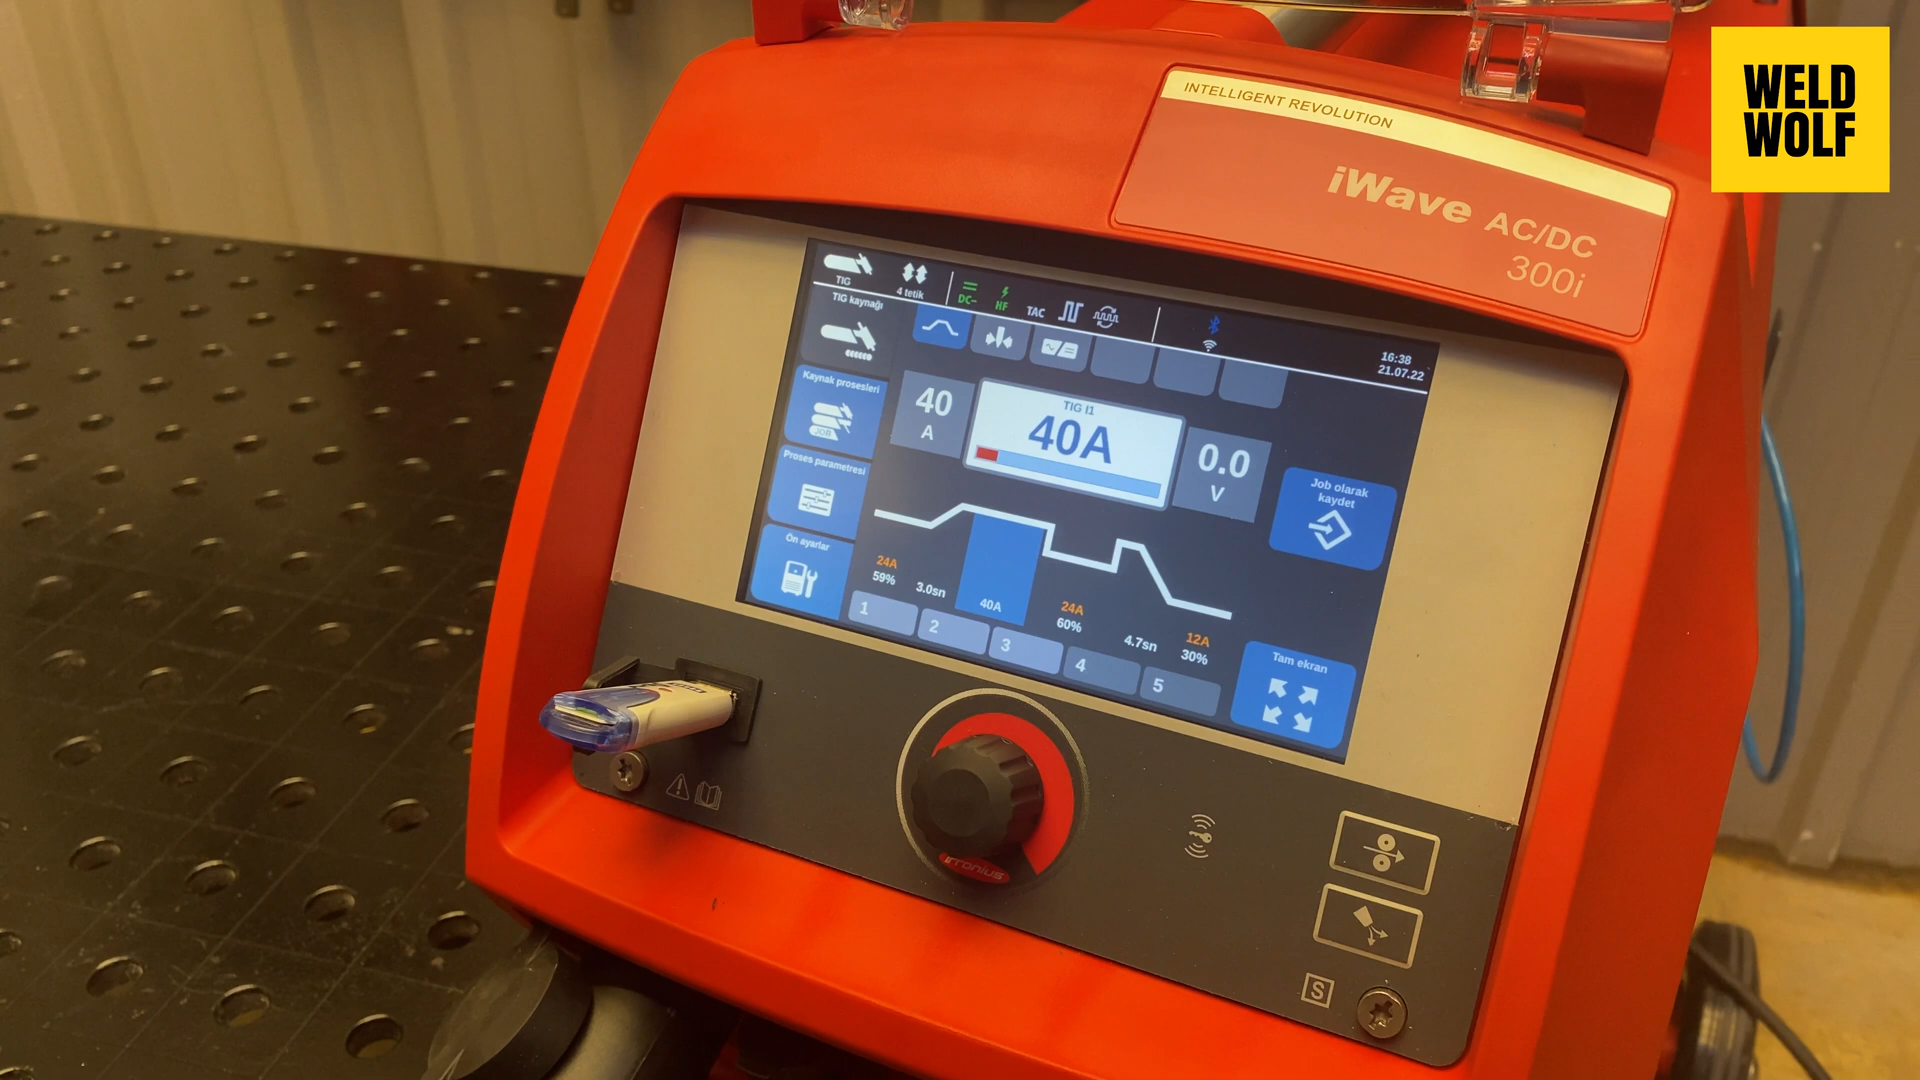 WELD
WOLF
INTELLIGENT REVOLUTION
iWave AC/DC
300i
TIG
4 tetik
DC-
HF
TAC
16:38
21.07.22
TIG kaynağı
Kaynak prosesleri
JOB
Proses parametresi
Ön ayarlar
40
A
TIG I1
40A
0.0
V
Job olarak
kaydet
24A
59%
3.0sn
40A
24A
60%
4.7sn
12A
30%
1
2
3
4
5
Tam ekran
Fronius
S